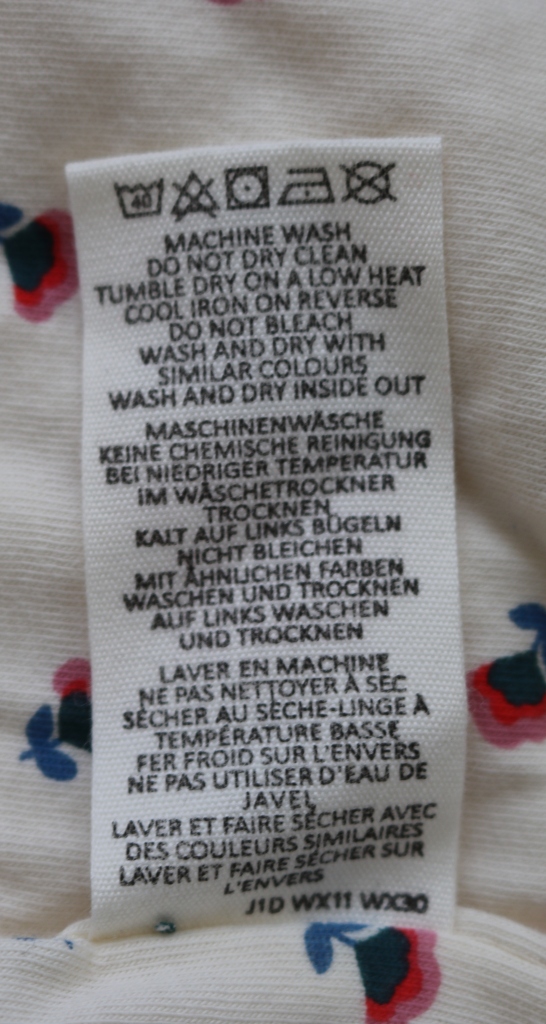 40
MACHINE WASH
DO NOT DRY CLEAN
TUMBLE DRY ON A LOW HEAT
COOL IRON ON REVERSE
DO NOT BLEACH
WASH AND DRY WITH
SIMILAR COLOURS
WASH AND DRY INSIDE OUT
MASCHINENWÄSCHE
KEINE CHEMISCHE REINIGUNG
BEI NIEDRIGER TEMPERATUR
IM WÄSCHETROCKNER
TROCKNEN
KALT AUF LINKS BÜGELN
NICHT BLEICHEN
MIT ÄHNLICHEN FARBEN
WASCHEN UND TROCKNEN
AUF LINKS WASCHEN
UND TROCKNEN
LAVER EN MACHINE
NE PAS NETTOYER À SEC
SÉCHER AU SÈCHE-LINGE À
TEMPÉRATURE BASSE
FER FROID SUR L'ENVERS
NE PAS UTILISER D'EAU DE
JAVEL
LAVER ET FAIRE SÉCHER AVEC
DES COULEURS SIMILAIRES
LAVER ET FAIRE SÉCHER SUR
L'ENVERS
J1D WX11 WX30